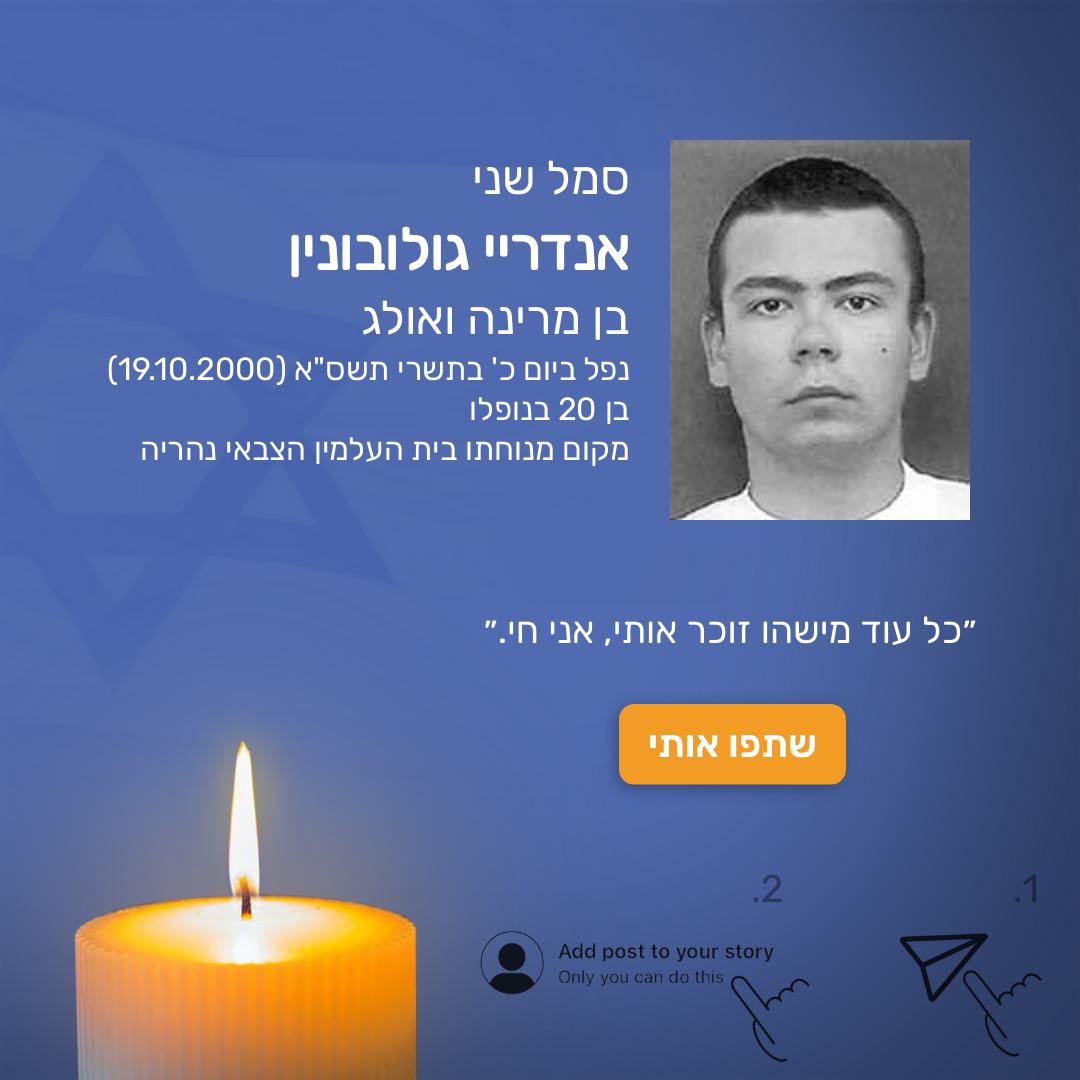 סמל שני
אנדריי גולובונין
בן מרינה ואולג
נפל ביום כ' בתשרי תשס"א (19.10.2000)
בן 20 בנופלו
מקום מנוחתו בית העלמין הצבאי נהריה
״כל עוד מישהו זוכר אותי, אני חי.״
שתפו אותי
1.
2.
Add post to your story
Only you can do this